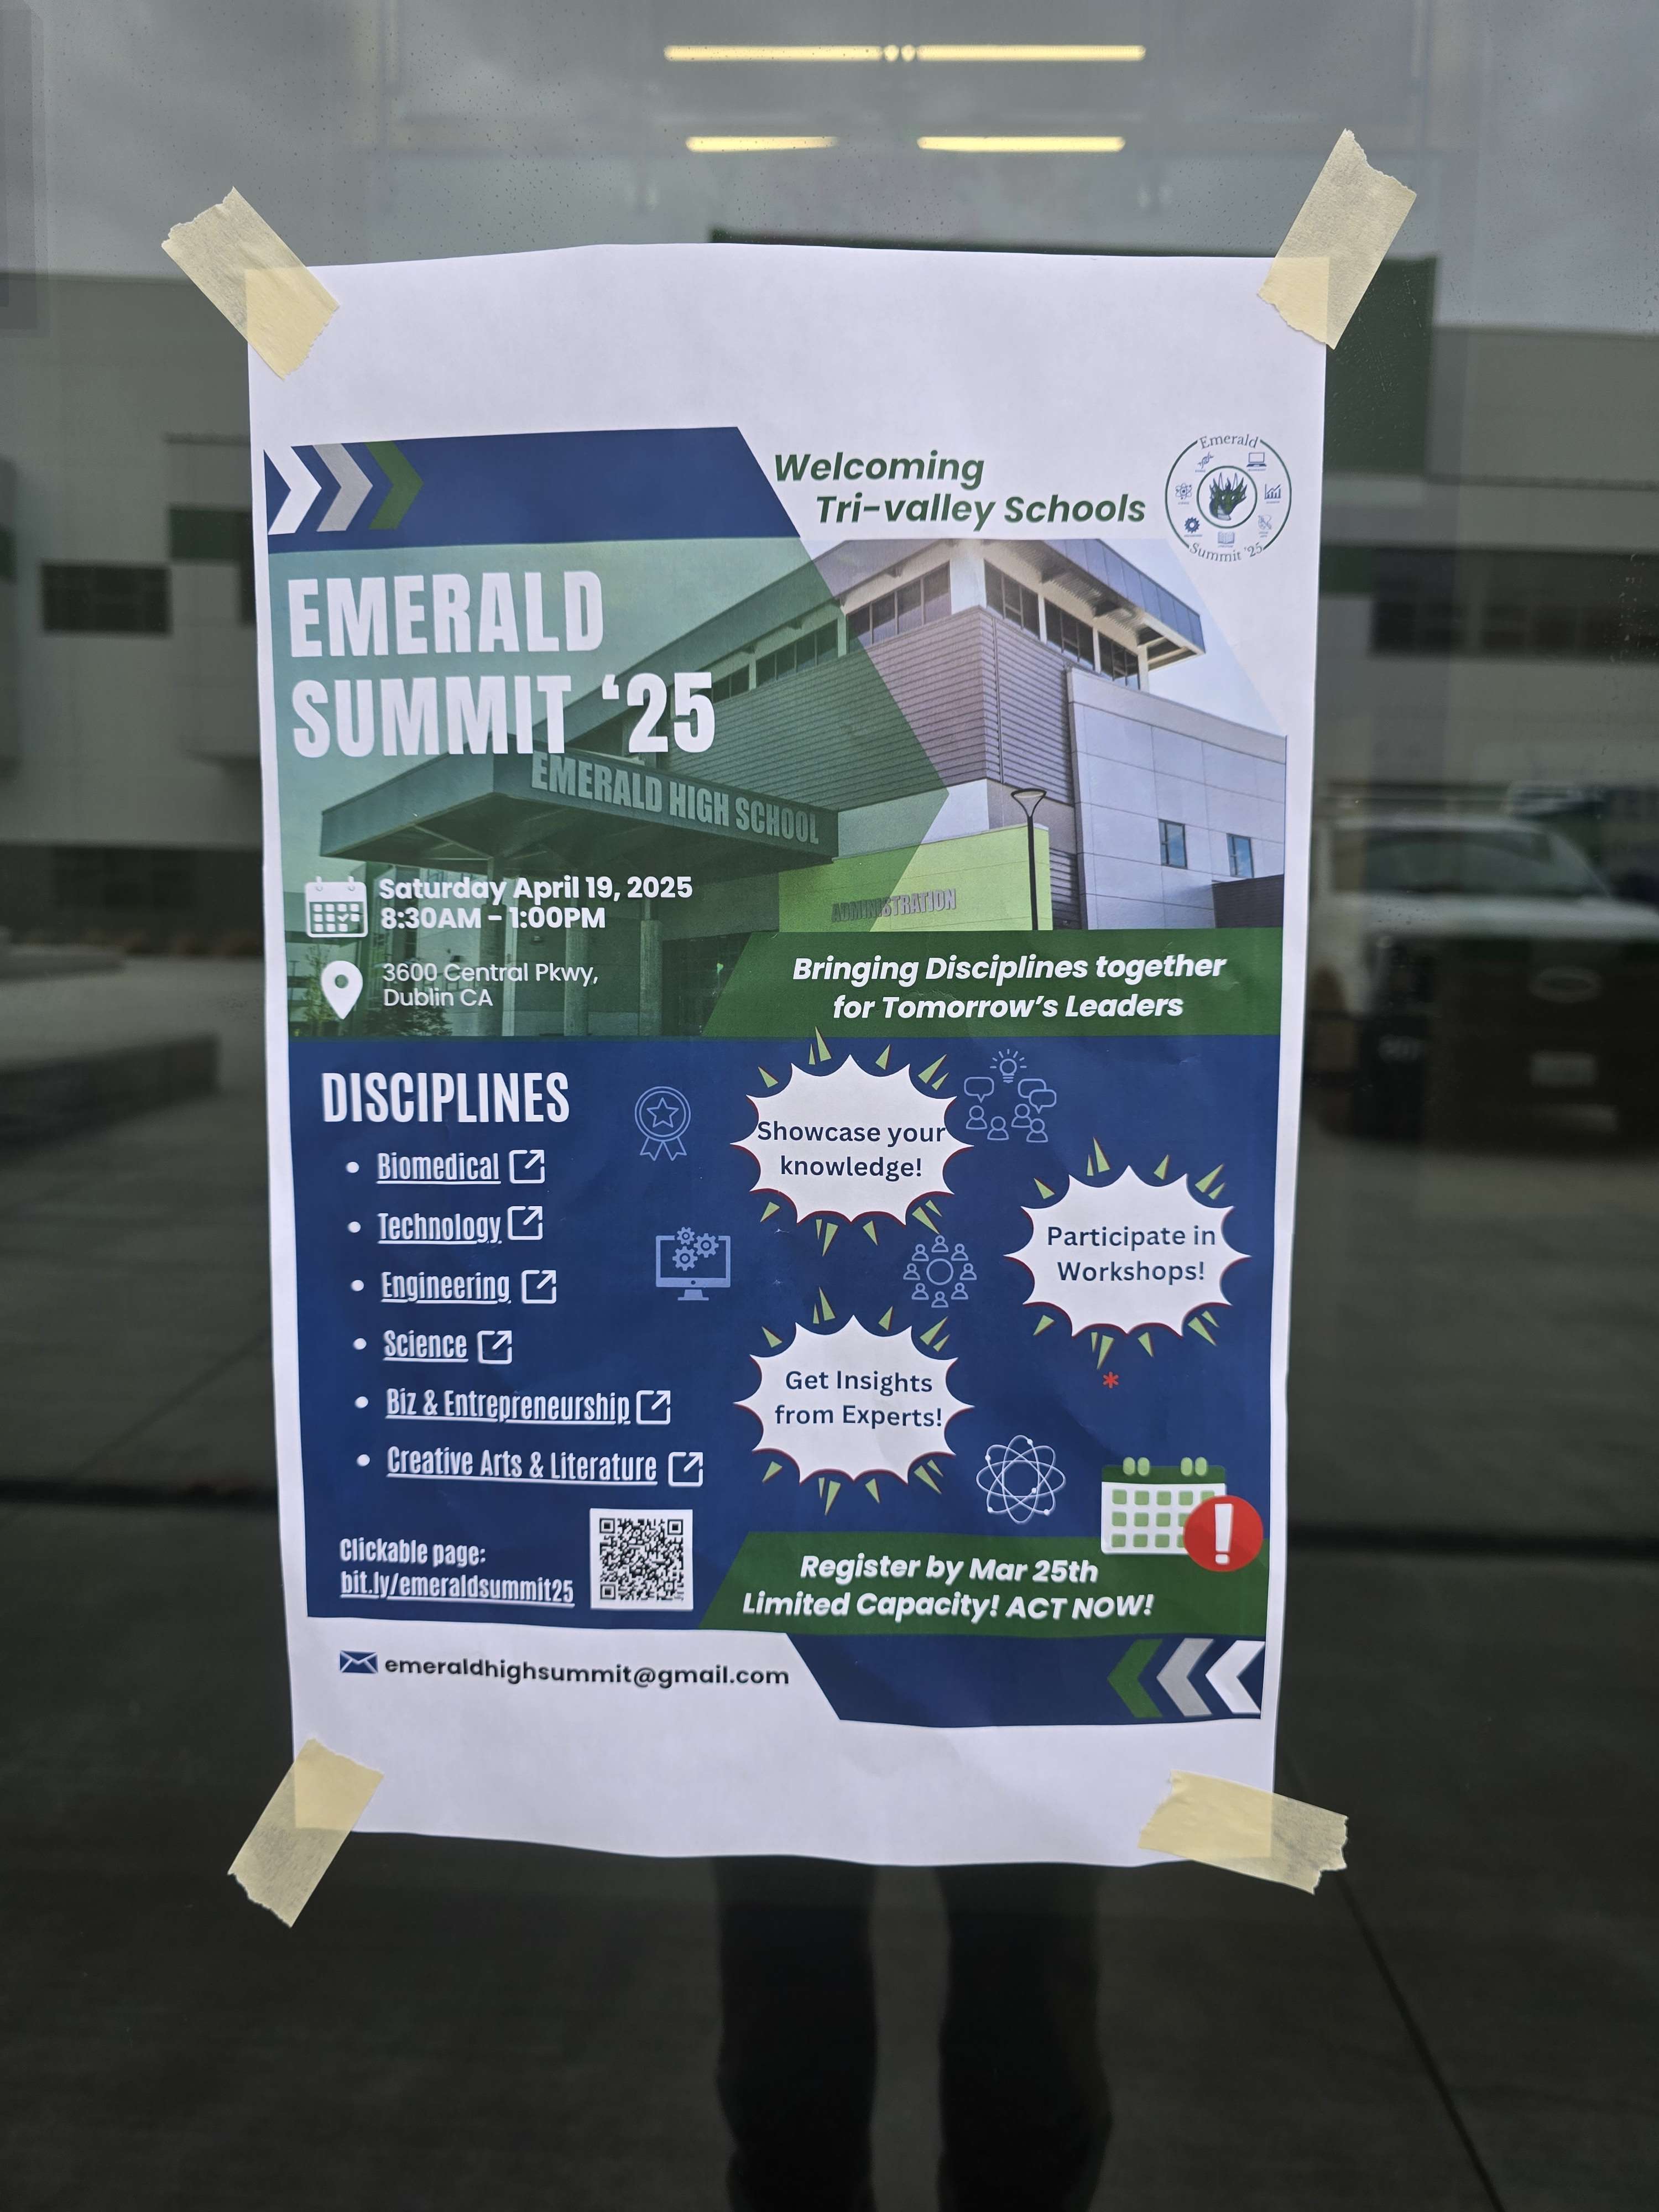 Welcoming
Tri-valley Schools
Emerald
Summit '25
EMERALD
SUMMIT ‘25
EMERALD HIGH SCHOOL
ADMINISTRATION
Saturday April 19, 2025
8:30AM - 1:00PM
3600 Central Pkwy,
Dublin CA
Bringing Disciplines together
for Tomorrow's Leaders
DISCIPLINES
• Biomedical
• Technology
• Engineering
• Science
• Biz & Entrepreneurship
• Creative Arts & Literature
Showcase your
knowledge!
Participate in
Workshops!
*
Get Insights
from Experts!
Clickable page:
bit.ly/emeraldsummit25
!
Register by Mar 25th
Limited Capacity! ACT NOW!
emeraldhighsummit@gmail.com